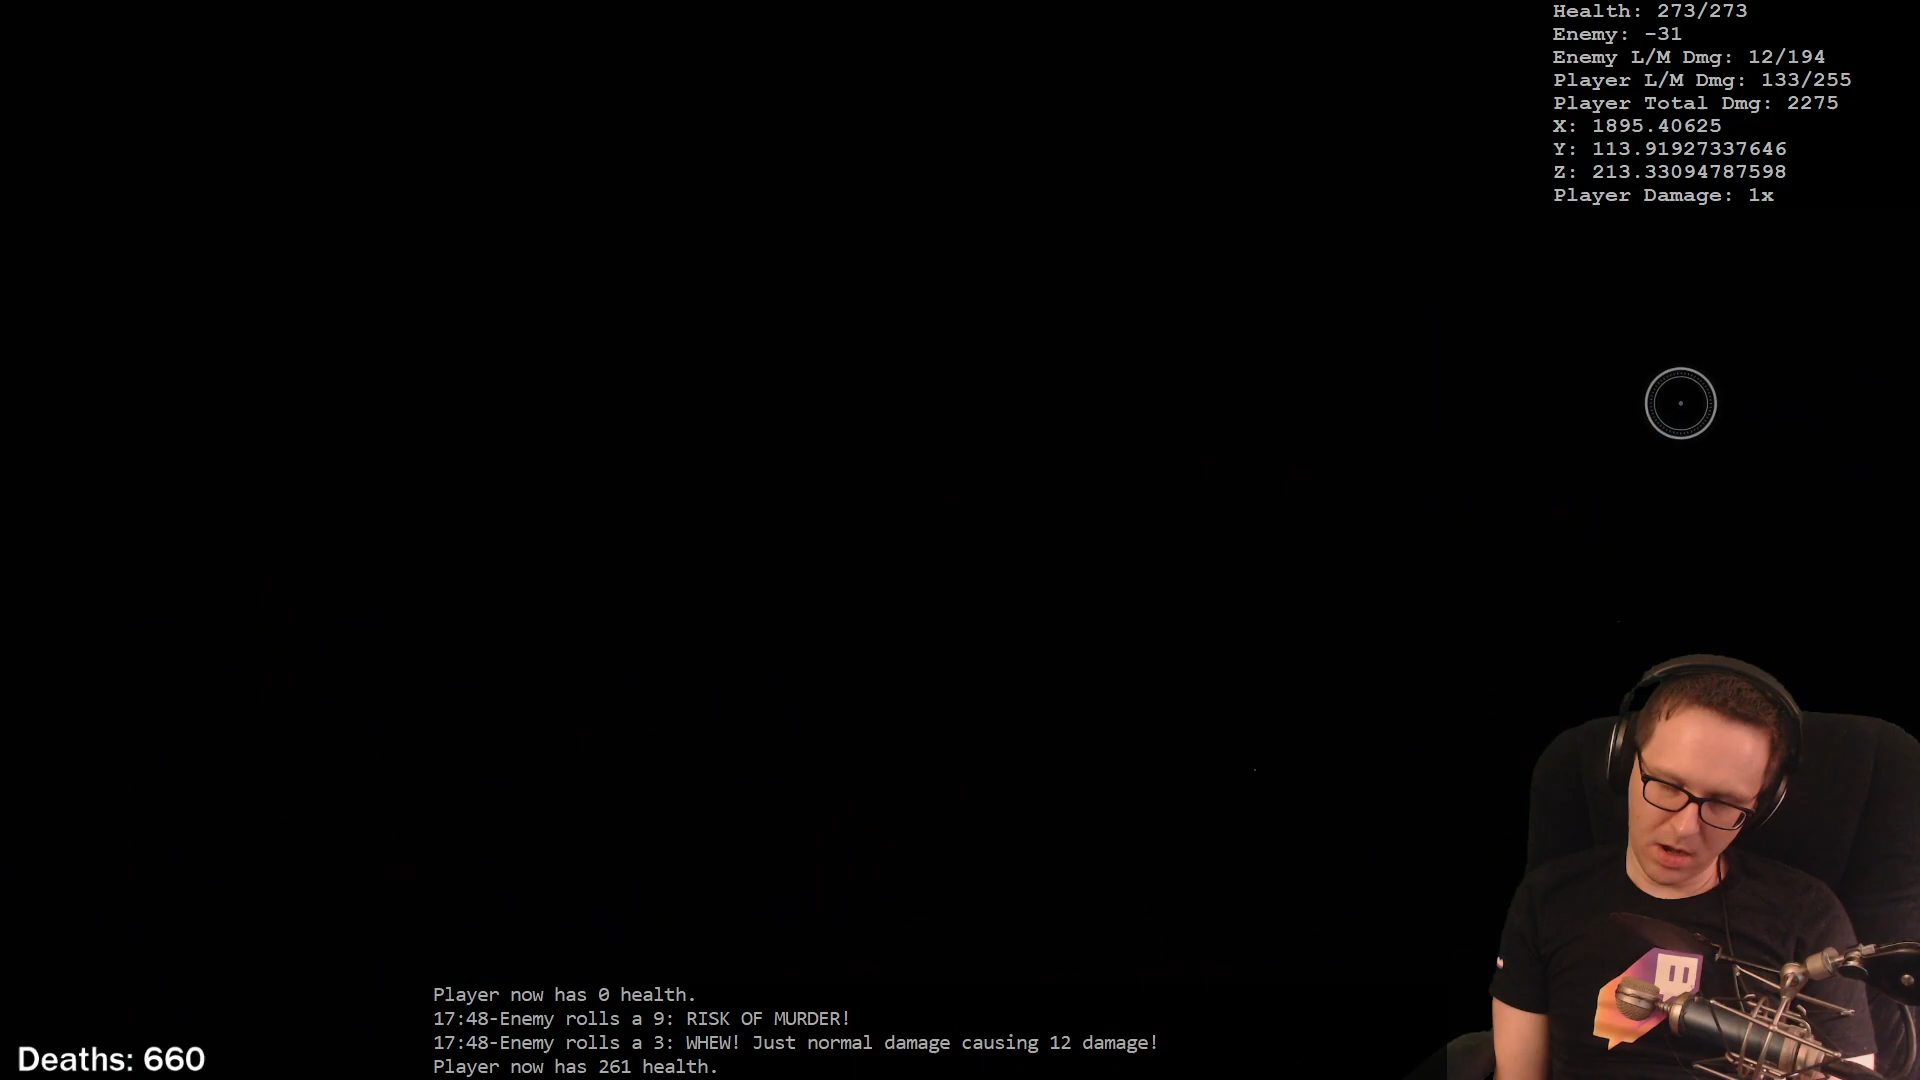 Health: 273/273
Enemy: -31
Enemy L/M Dmg: 12/194
Player L/M Dmg: 133/255
Player Total Dmg: 2275
X: 1895.40625
Y: 113.91927337646
Z: 213.33094787598
Player Damage: 1x
Player now has 0 health.
17:48-Enemy rolls a 9: RISK OF MURDER!
17:48-Enemy rolls a 3: WHEW! Just normal damage causing 12 damage!
Player now has 261 health.
Deaths: 660